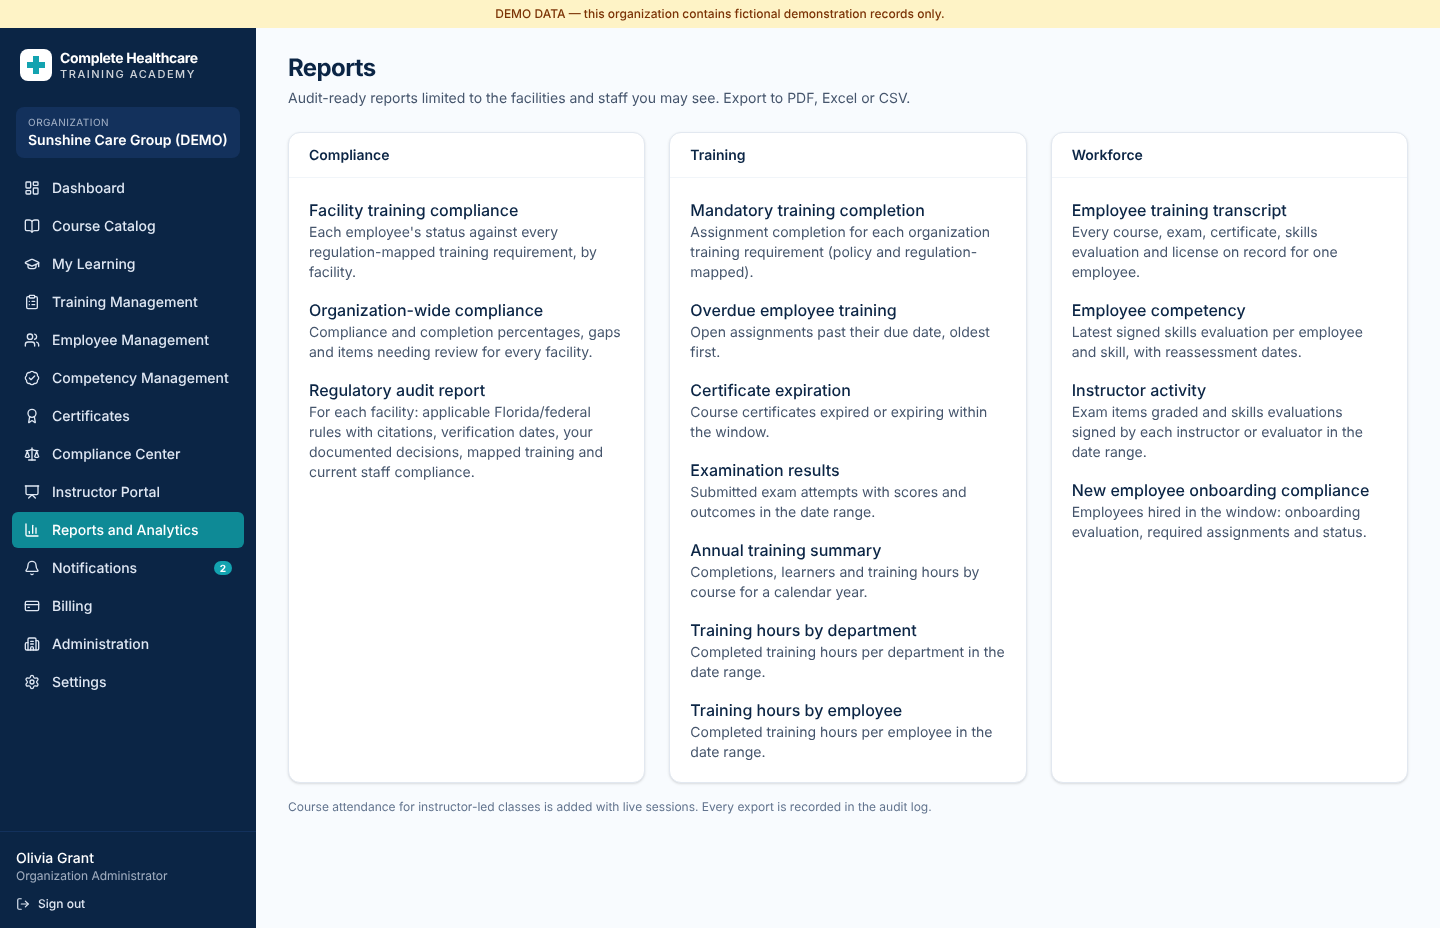 DEMO DATA — this organization contains fictional demonstration records only.
Complete Healthcare
TRAINING ACADEMY
ORGANIZATION
Sunshine Care Group (DEMO)
Dashboard
Course Catalog
My Learning
Training Management
Employee Management
Competency Management
Certificates
Compliance Center
Instructor Portal
Reports and Analytics
Notifications 2
Billing
Administration
Settings
Olivia Grant
Organization Administrator
Sign out
Reports
Audit-ready reports limited to the facilities and staff you may see. Export to PDF, Excel or CSV.
Compliance
Facility training compliance
Each employee's status against every
regulation-mapped training requirement, by
facility.
Organization-wide compliance
Compliance and completion percentages, gaps
and items needing review for every facility.
Regulatory audit report
For each facility: applicable Florida/federal
rules with citations, verification dates, your
documented decisions, mapped training and
current staff compliance.
Training
Mandatory training completion
Assignment completion for each organization
training requirement (policy and regulation-
mapped).
Overdue employee training
Open assignments past their due date, oldest
first.
Certificate expiration
Course certificates expired or expiring within
the window.
Examination results
Submitted exam attempts with scores and
outcomes in the date range.
Annual training summary
Completions, learners and training hours by
course for a calendar year.
Training hours by department
Completed training hours per department in the
date range.
Training hours by employee
Completed training hours per employee in the
date range.
Workforce
Employee training transcript
Every course, exam, certificate, skills
evaluation and license on record for one
employee.
Employee competency
Latest signed skills evaluation per employee
and skill, with reassessment dates.
Instructor activity
Exam items graded and skills evaluations
signed by each instructor or evaluator in the
date range.
New employee onboarding compliance
Employees hired in the window: onboarding
evaluation, required assignments and status.
Course attendance for instructor-led classes is added with live sessions. Every export is recorded in the audit log.